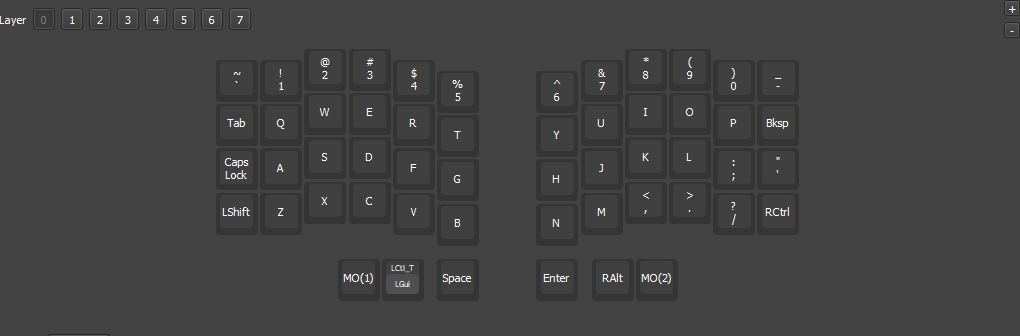 Layer 0 1 2 3 4 5 6 7
+
-
~ ! @ # $ % ^ & * ( ) _
` 1 2 3 4 5 6 7 8 9 0 -
Tab Q W E R T Y U I O P Bksp
Caps Lock A S D F G H J K L : ; " '
LShift Z X C V B N M < , > . ? / RCtrl
MO(1) LCtl_T LGui Space Enter RAlt MO(2)